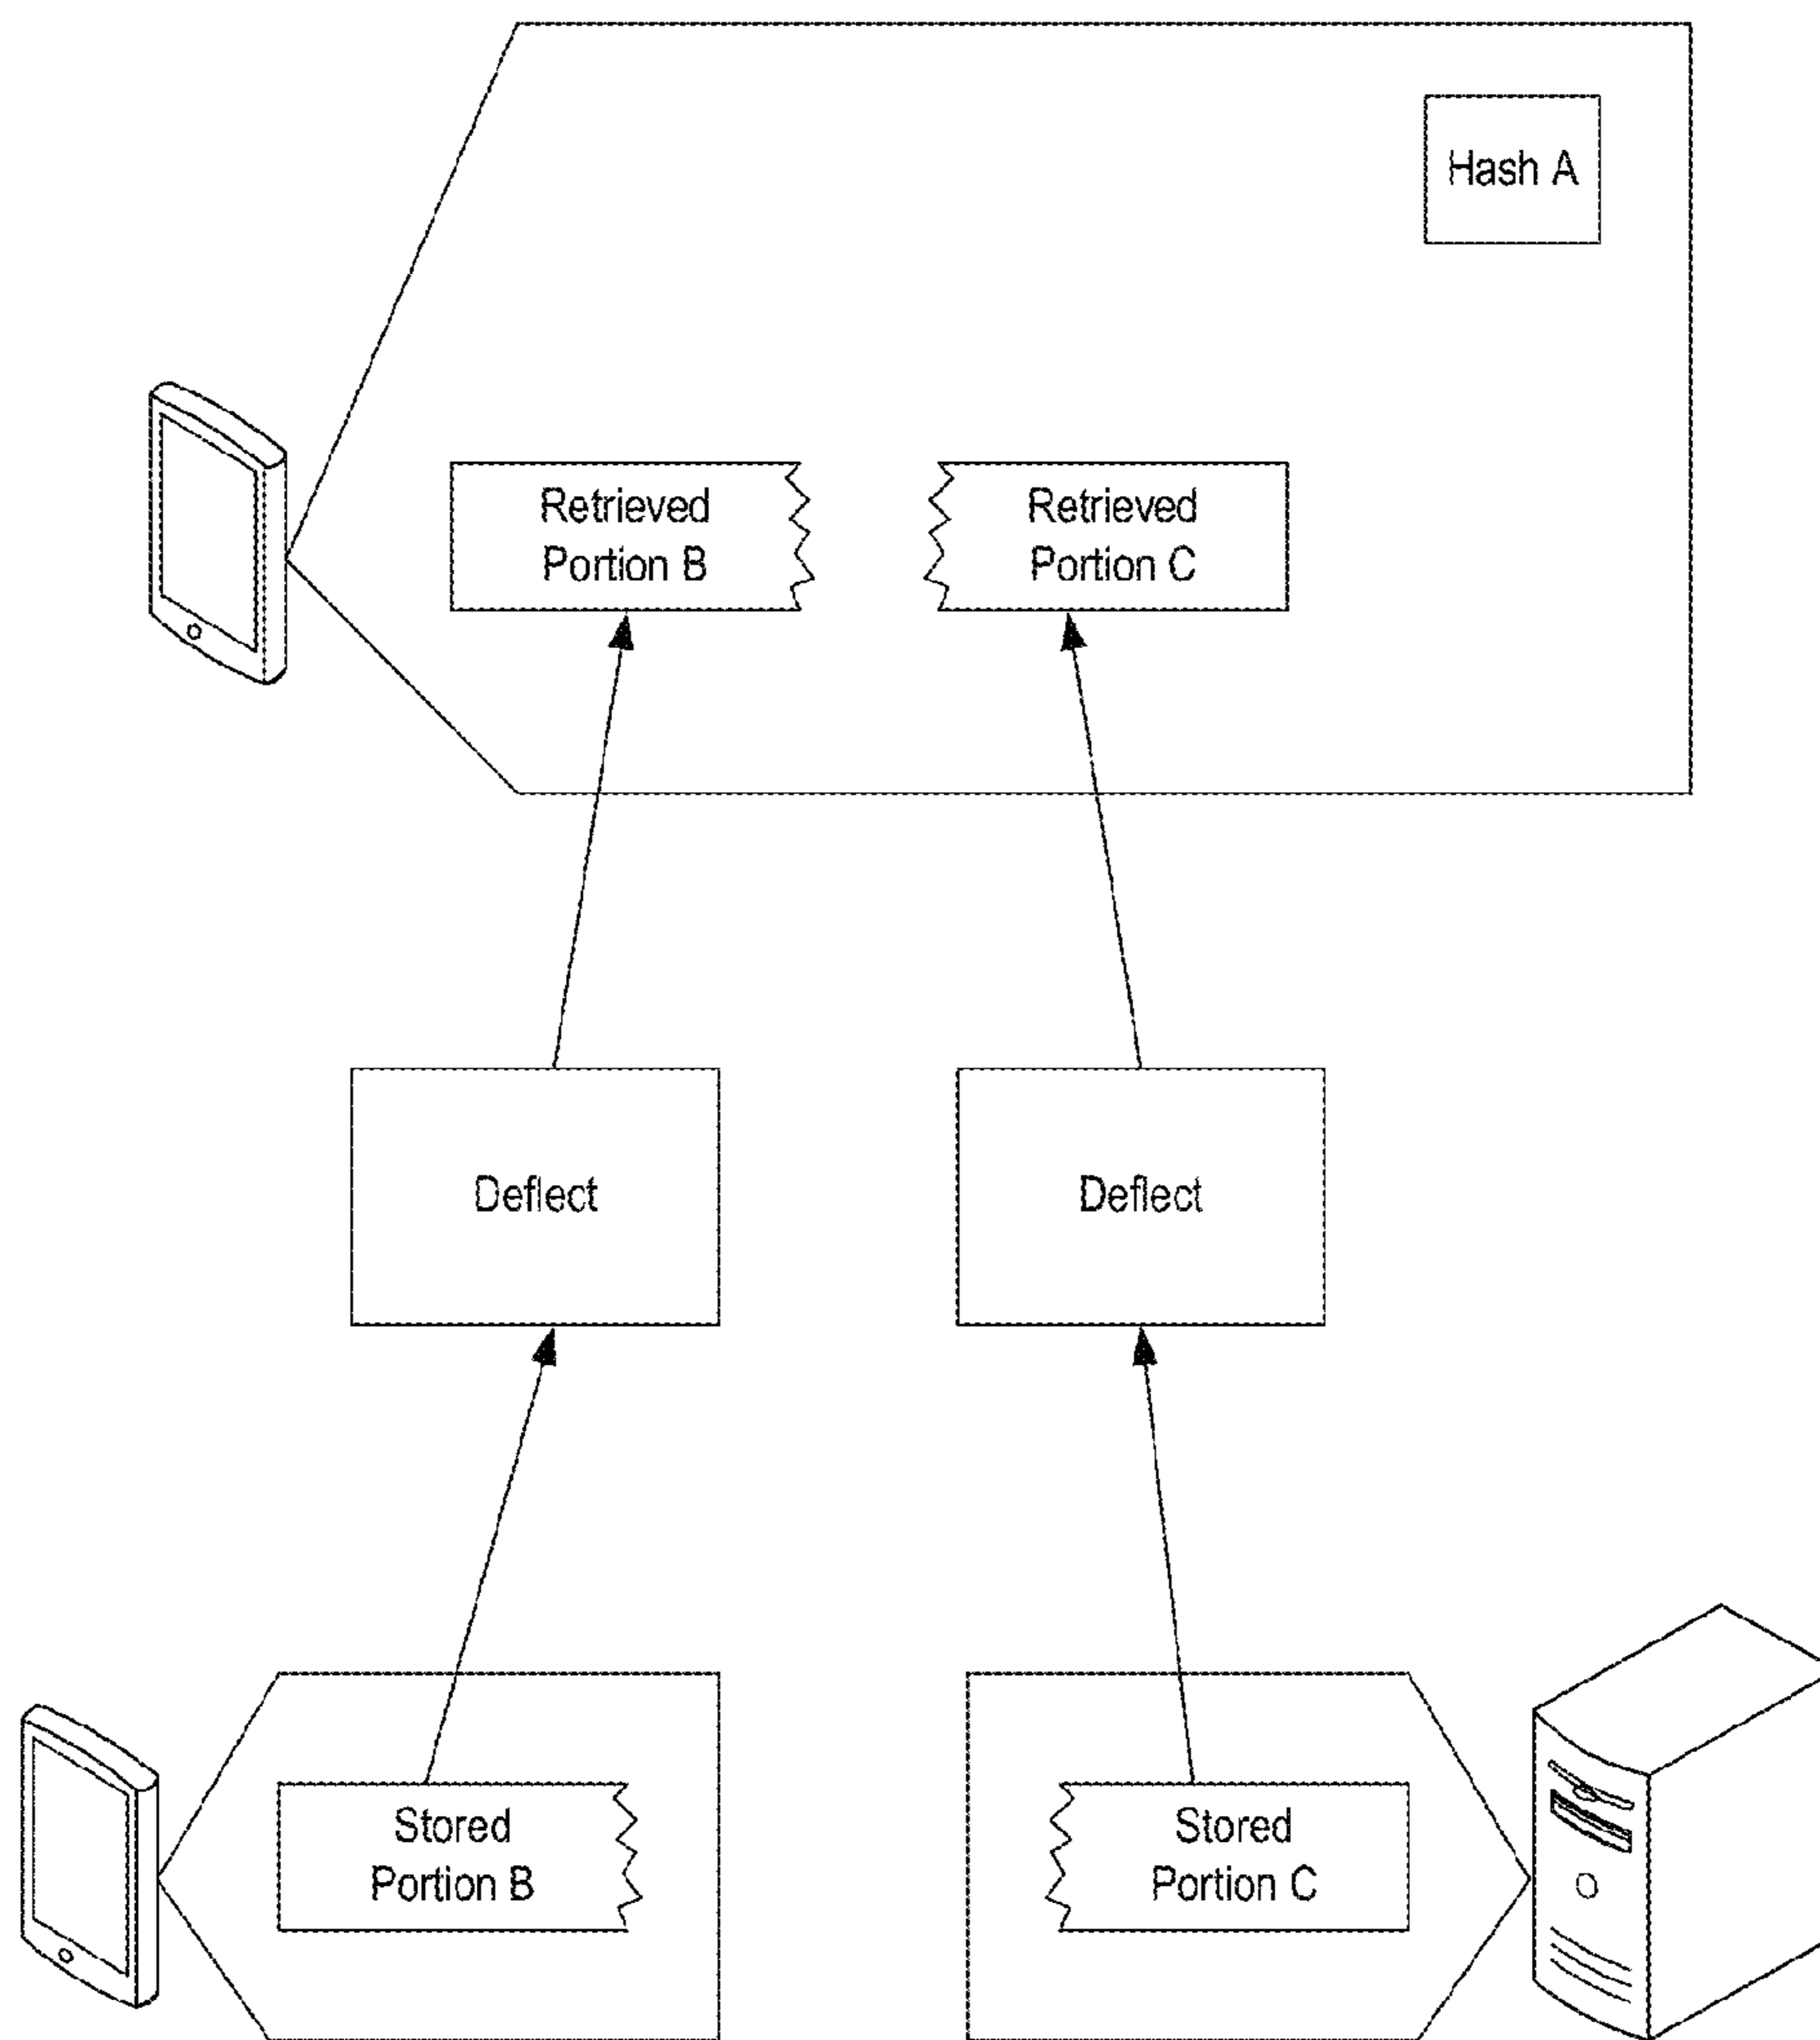 Hash A
Retrieved
Portion B
Retrieved
Portion C
Deflect
Deflect
Stored
Portion B
Stored
Portion C